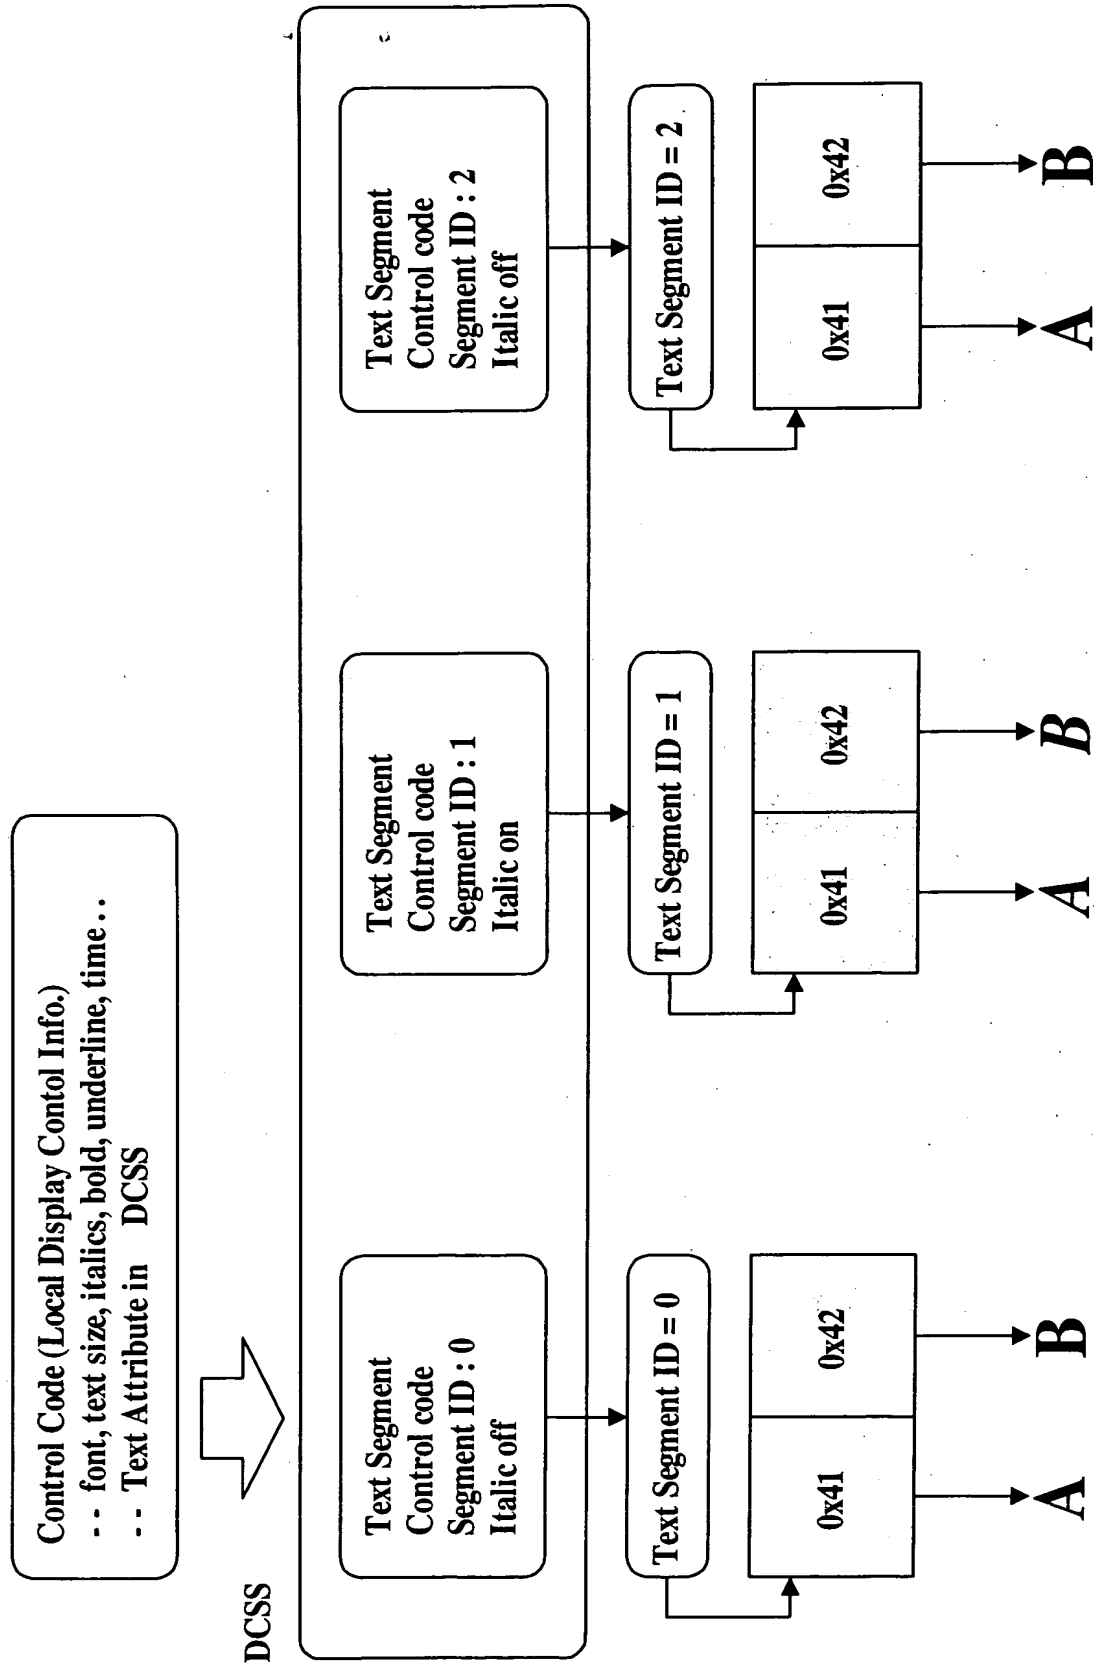 Control Code (Local Display Contol Info.)
- - font, text size, italics, bold, underline, time...
- - Text Attribute in DCSS
DCSS
Text Segment
Control code
Segment ID : 0
Italic off
Text Segment
Control code
Segment ID : 1
Italic on
Text Segment
Control code
Segment ID : 2
Italic off
Text Segment ID = 0
Text Segment ID = 1
Text Segment ID = 2
0x41 0x42
0x41 0x42
0x41 0x42
A B
A B
A B